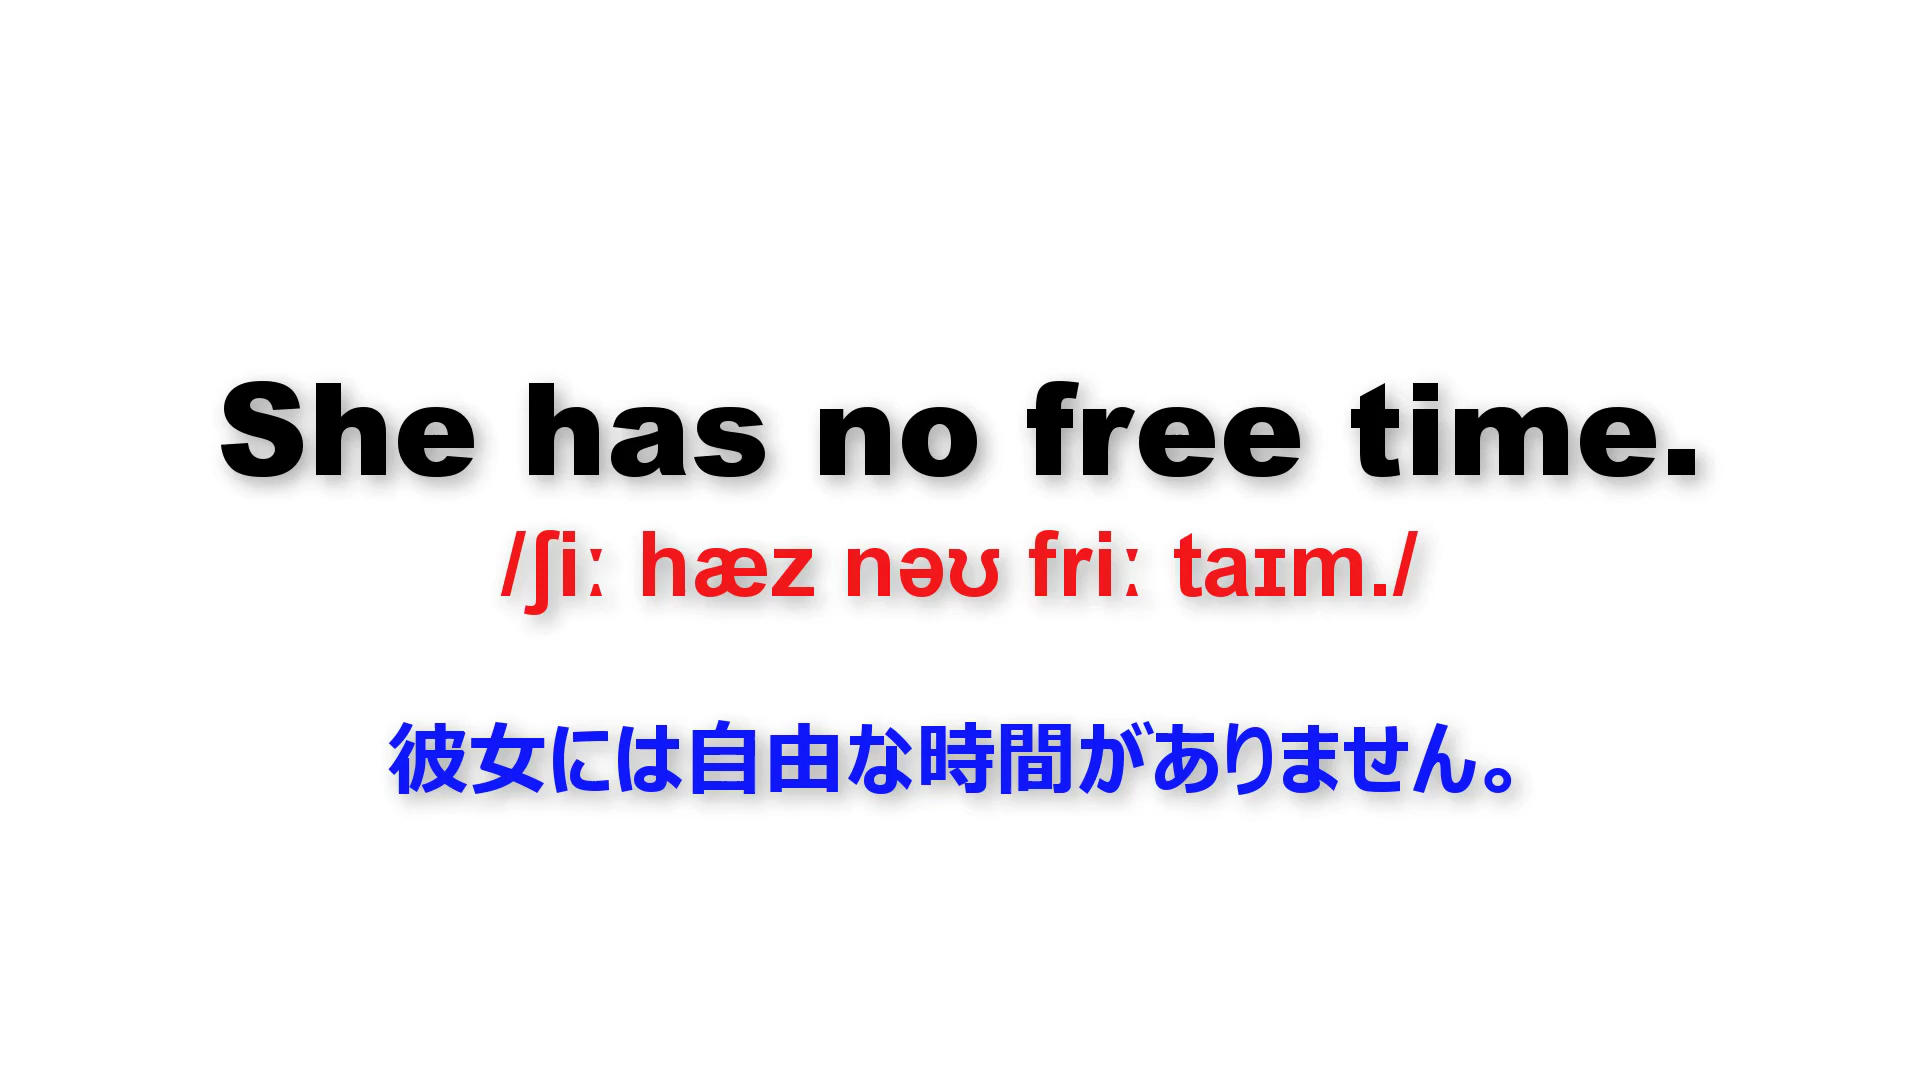 She has no free time.
/ʃiː hæz nəʊ friː taɪm./
彼女には自由な時間がありません。